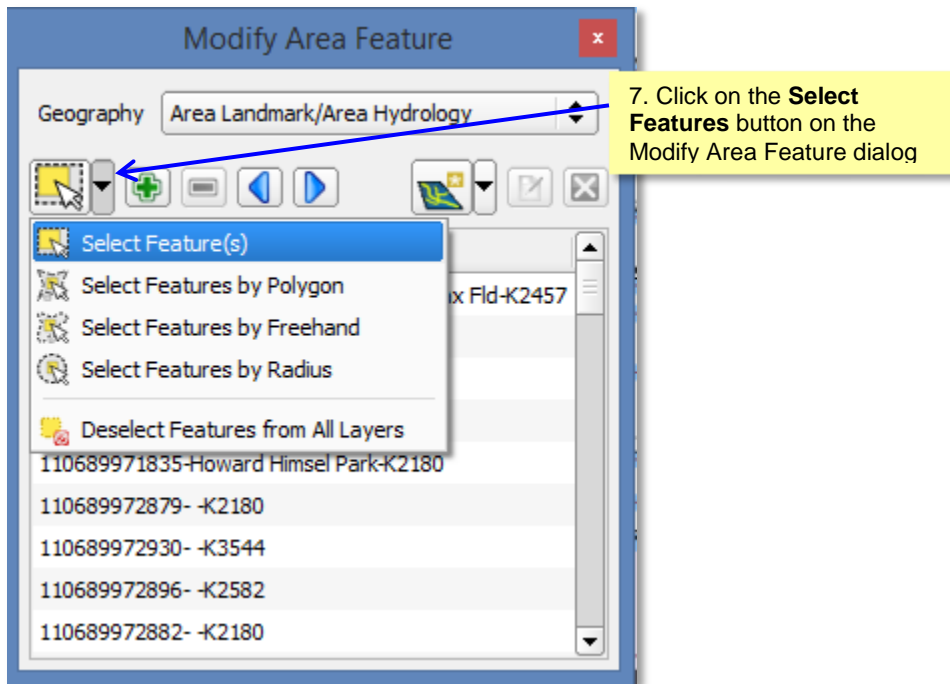 Modify Area Feature
x
Geography Area Landmark/Area Hydrology
7. Click on the Select
Features button on the
Modify Area Feature dialog
Select Feature(s)
Select Features by Polygon
Fld-K2457
Select Features by Freehand
Select Features by Radius
Deselect Features from All Layers
110689971835-Howard Himsel Park-K2180
110689972879- -K2180
110689972930- -K3544
110689972896- -K2582
110689972882- -K2180